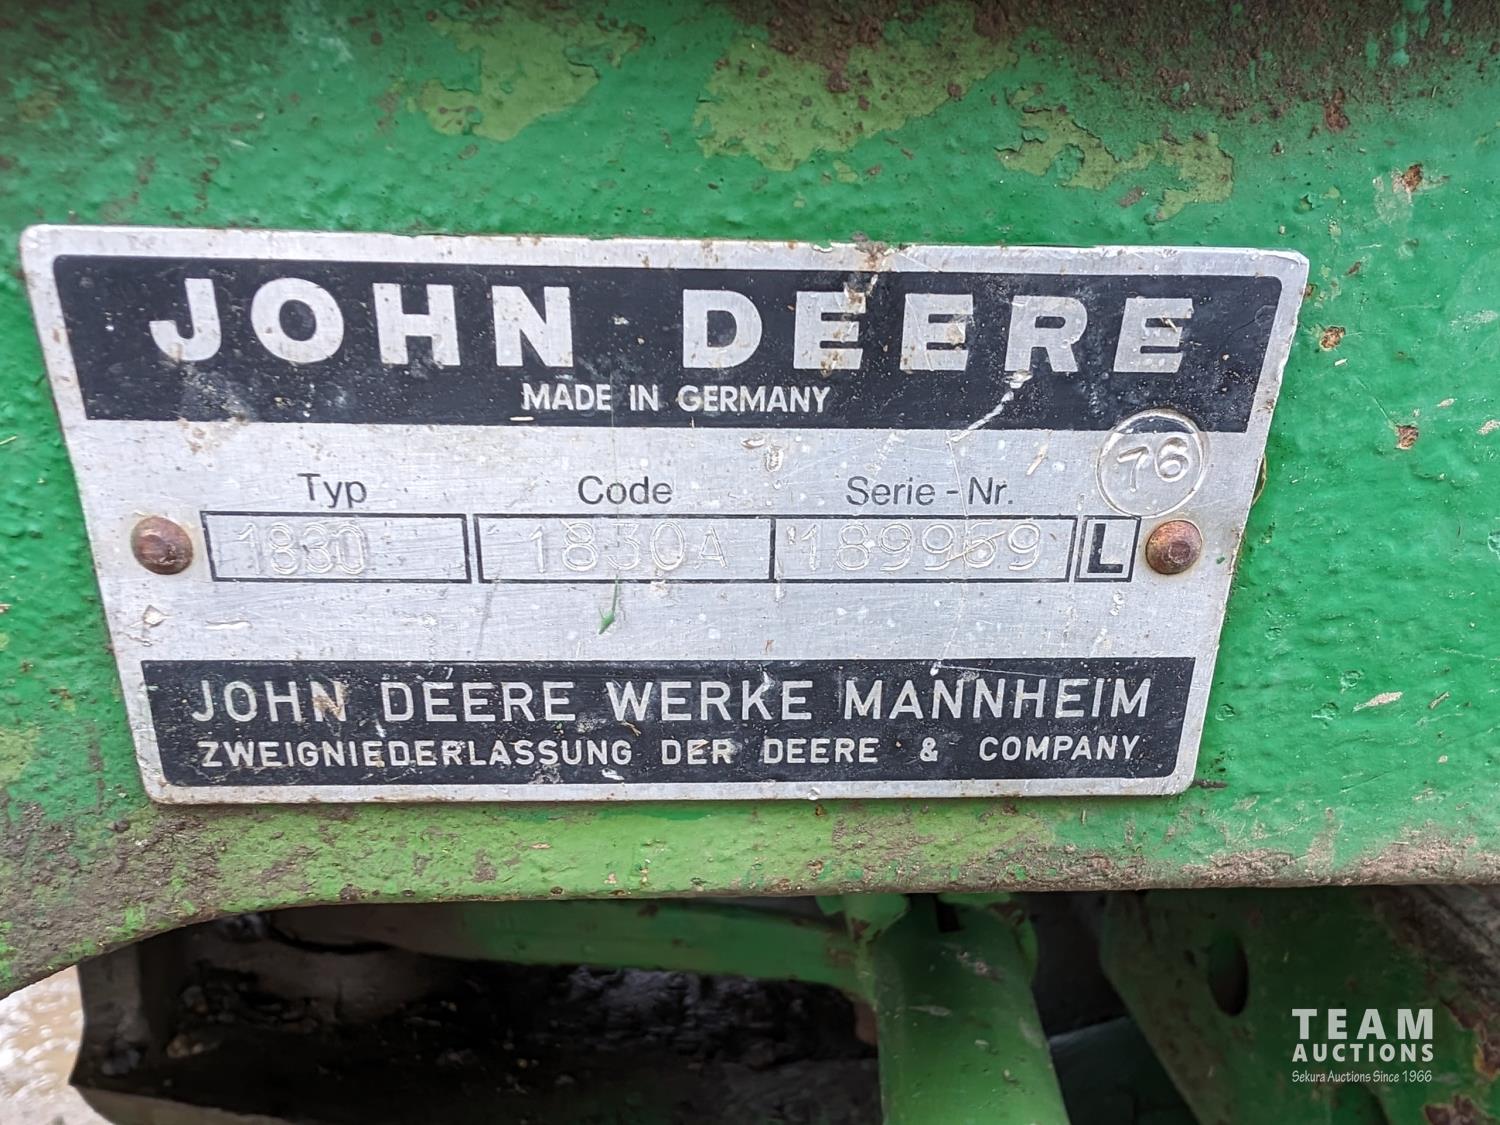 JOHN DEERE
MADE IN GERMANY
76
Typ Code Serie-Nr.
1830 1830A 189969 L
JOHN DEERE WERKE MANNHEIM
ZWEIGNIEDERLASSUNG DER DEERE & COMPANY
TEAM
AUCTIONS
Sekura Auctions Since 1966